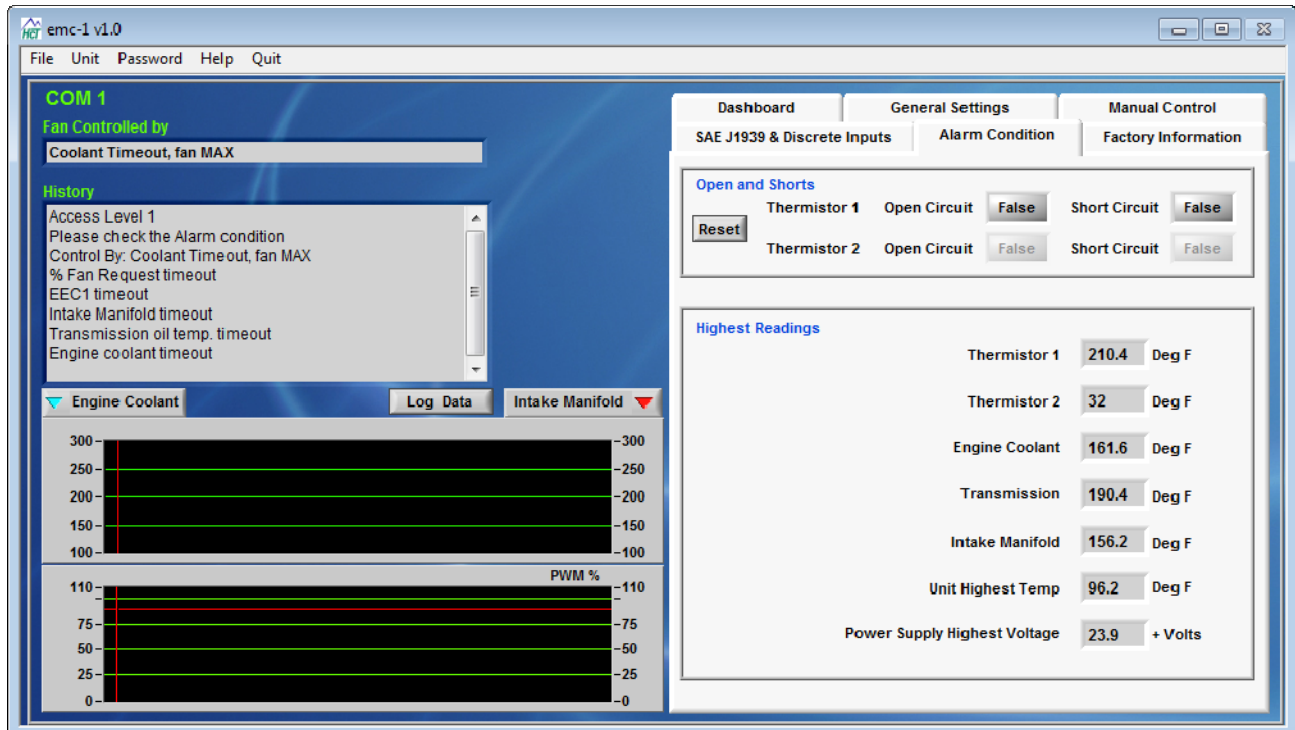 HCT emc-1 v1.0
File Unit Password Help Quit
COM 1
Fan Controlled by
Coolant Timeout, fan MAX
History
Access Level 1
Please check the Alarm condition
Control By: Coolant Timeout, fan MAX
% Fan Request timeout
EEC1 timeout
Intake Manifold timeout
Transmission oil temp. timeout
Engine coolant timeout
Engine Coolant Log Data Intake Manifold
300 300
250 250
200 200
150 150
100 100
PWM %
110 110
75 75
50 50
25 25
0 0
Dashboard General Settings Manual Control
SAE J1939 & Discrete Inputs Alarm Condition Factory Information
Open and Shorts
Thermistor 1 Open Circuit False Short Circuit False
Reset
Thermistor 2 Open Circuit False Short Circuit False
Highest Readings
Thermistor 1 210.4 Deg F
Thermistor 2 32 Deg F
Engine Coolant 161.6 Deg F
Transmission 190.4 Deg F
Intake Manifold 156.2 Deg F
Unit Highest Temp 96.2 Deg F
Power Supply Highest Voltage 23.9 + Volts